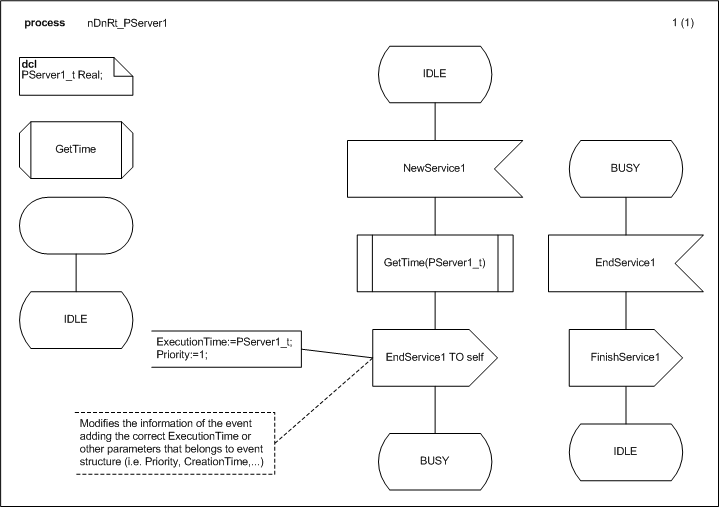 process nDnRt_PServer1 1 (1)
dcl
PServer1_t Real;
GetTime
IDLE
IDLE
NewService1
GetTime(PServer1_t)
ExecutionTime:=PServer1_t;
Priority:=1;
EndService1 TO self
Modifies the information of the event
adding the correct ExecutionTime or
other parameters that belongs to event
structure (i.e. Priority, CreationTime,...)
BUSY
BUSY
EndService1
FinishService1
IDLE